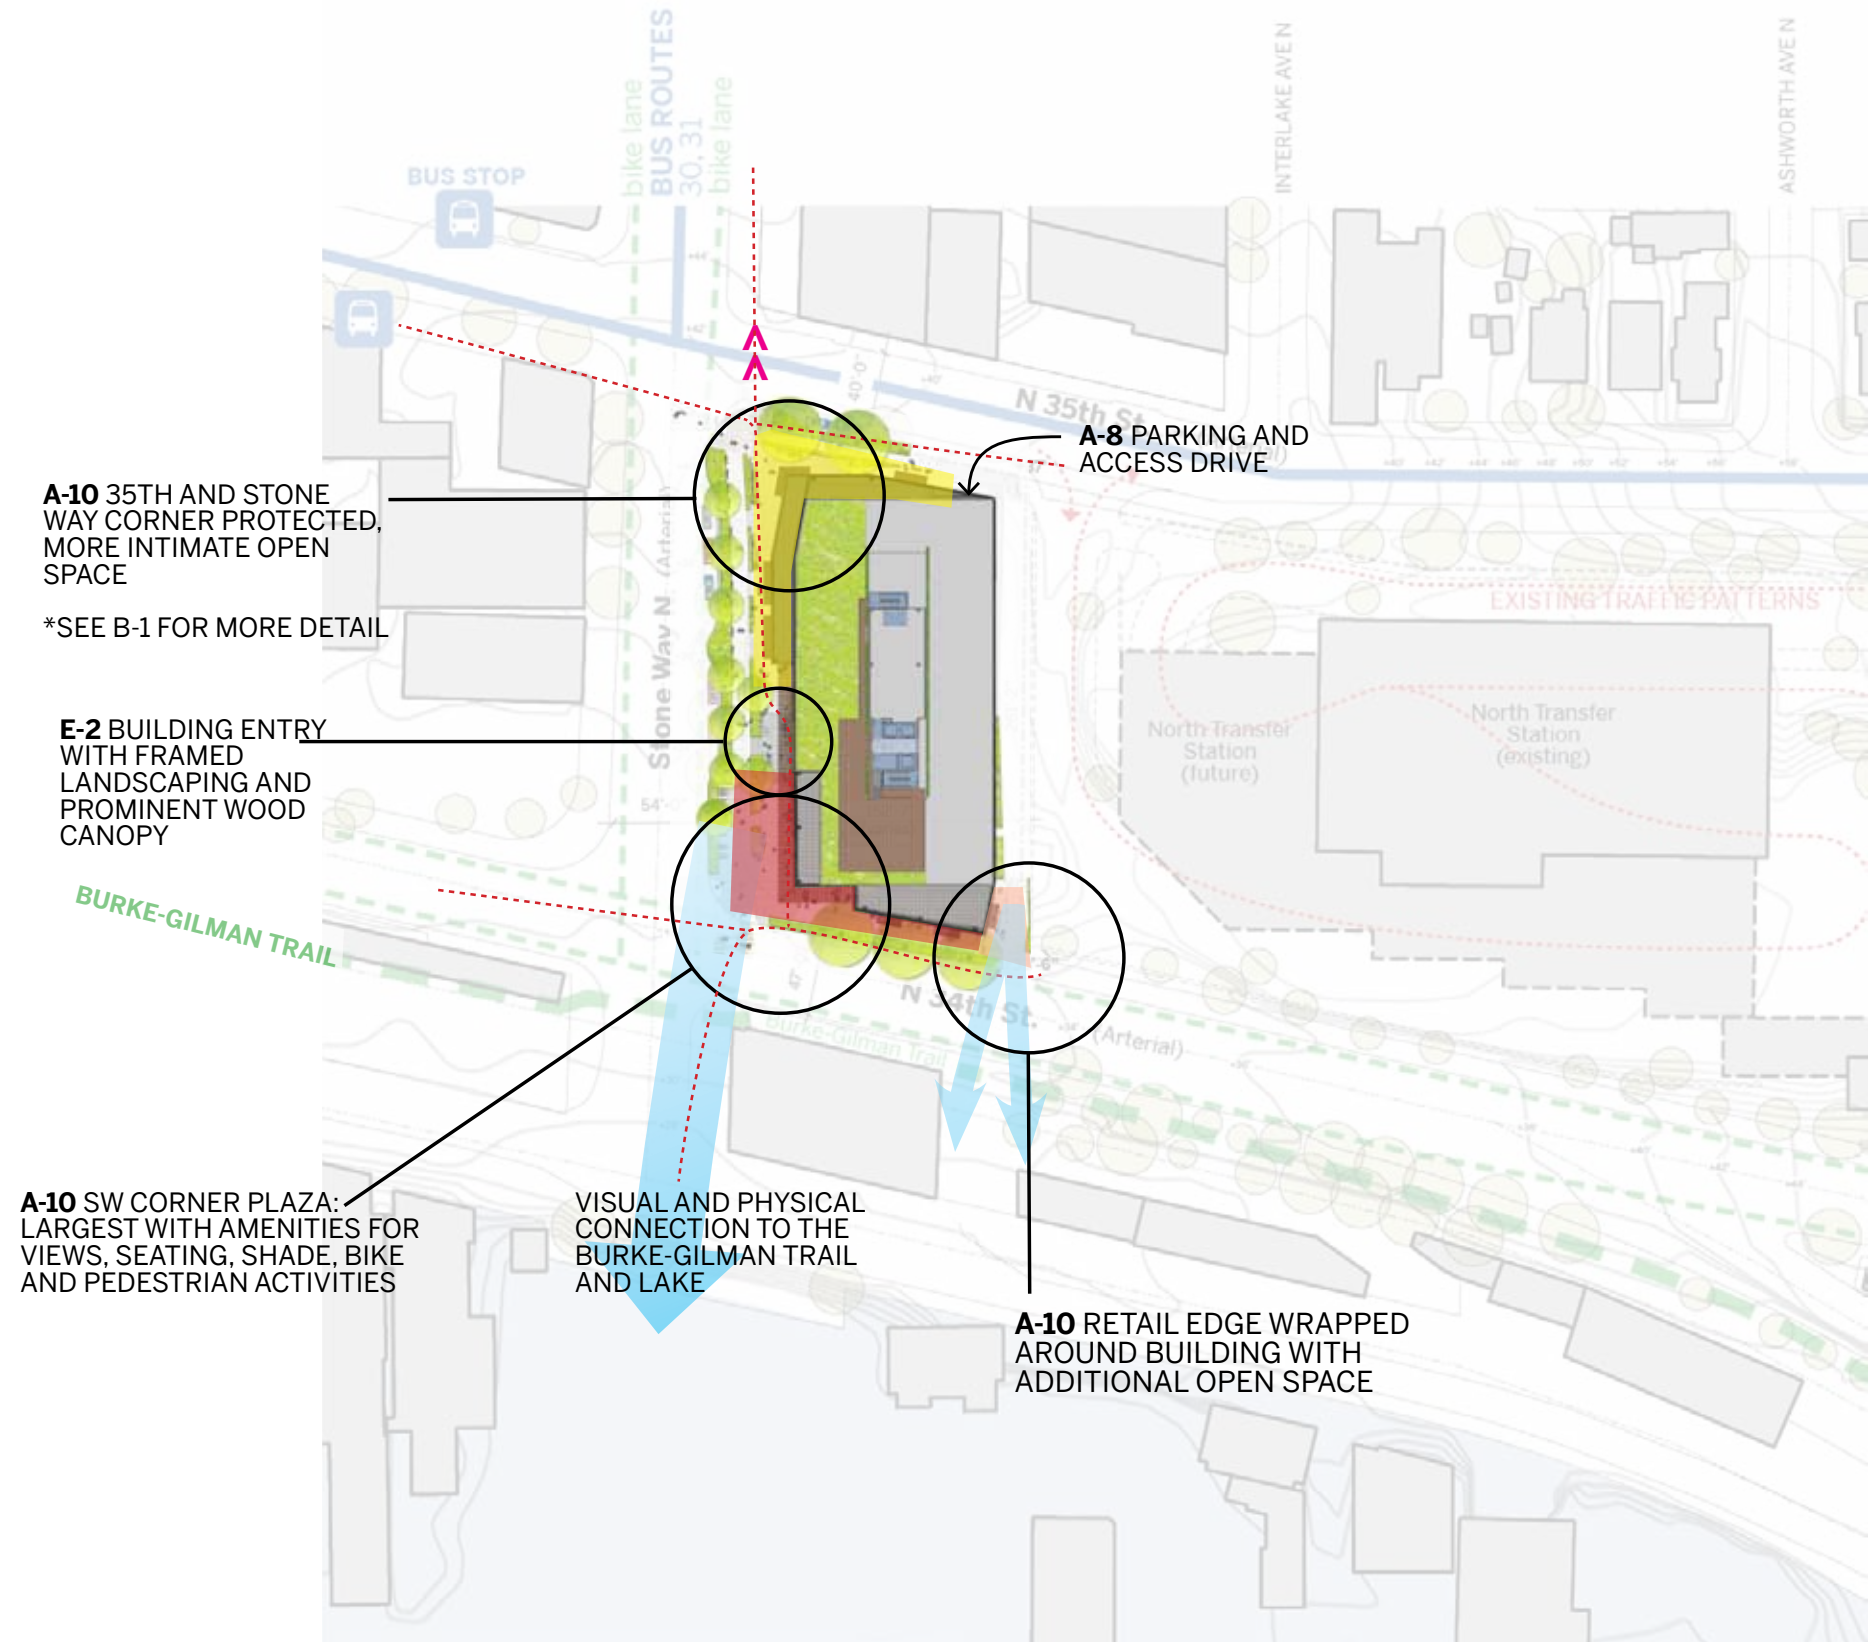 bike lane
BUS ROUTES
30, 31
bike lane
INTERLAKE AVE N
ASHWORTH AVE N
BUS STOP
+44'
+42'
40'-0"
+40'
N 35th St.
A-8 PARKING AND
ACCESS DRIVE
A-10 35TH AND STONE
WAY CORNER PROTECTED,
MORE INTIMATE OPEN
SPACE
*SEE B-1 FOR MORE DETAIL
Stone Way N (Arterial)
EXISTING TRAFFIC PATTERNS
E-2 BUILDING ENTRY
WITH FRAMED
LANDSCAPING AND
PROMINENT WOOD
CANOPY
North Transfer
Station
(future)
North Transfer
Station
(existing)
BURKE-GILMAN TRAIL
N 34th St.
(Arterial)
Burke-Gilman Trail
A-10 SW CORNER PLAZA:
LARGEST WITH AMENITIES FOR
VIEWS, SEATING, SHADE, BIKE
AND PEDESTRIAN ACTIVITIES
VISUAL AND PHYSICAL
CONNECTION TO THE
BURKE-GILMAN TRAIL
AND LAKE
A-10 RETAIL EDGE WRAPPED
AROUND BUILDING WITH
ADDITIONAL OPEN SPACE